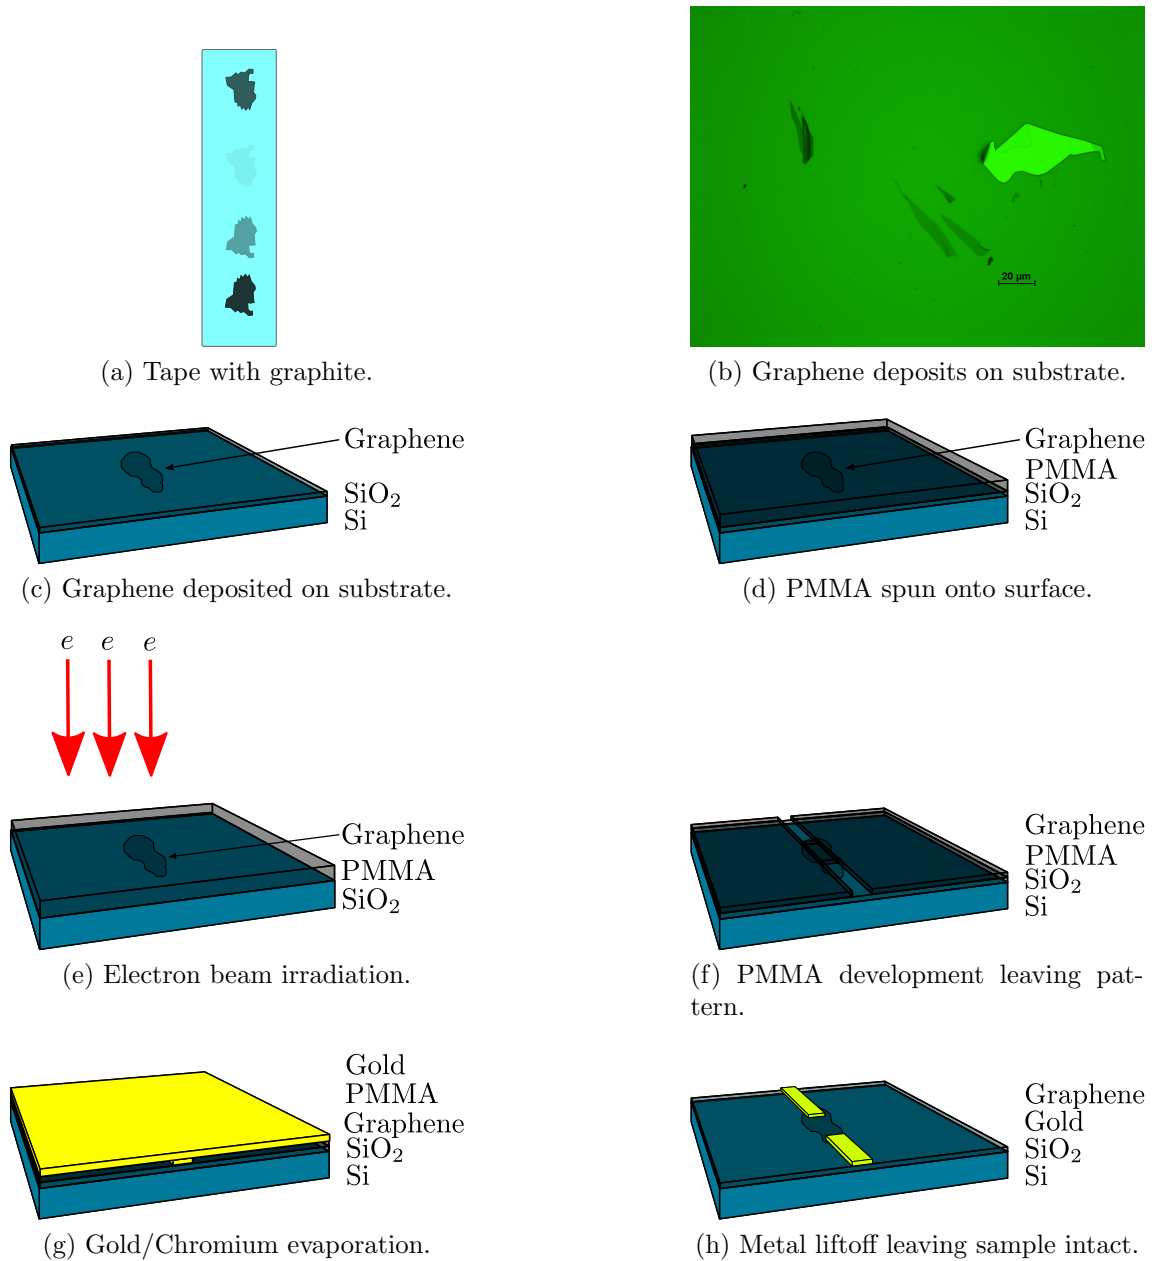 20 µm
(a) Tape with graphite.
(b) Graphene deposits on substrate.
Graphene
SiO₂
Si
(c) Graphene deposited on substrate.
Graphene
PMMA
SiO₂
Si
(d) PMMA spun onto surface.
e e e
Graphene
PMMA
SiO₂
(e) Electron beam irradiation.
Graphene
PMMA
SiO₂
Si
(f) PMMA development leaving pat-
tern.
Gold
PMMA
Graphene
SiO₂
Si
(g) Gold/Chromium evaporation.
Graphene
Gold
SiO₂
Si
(h) Metal liftoff leaving sample intact.